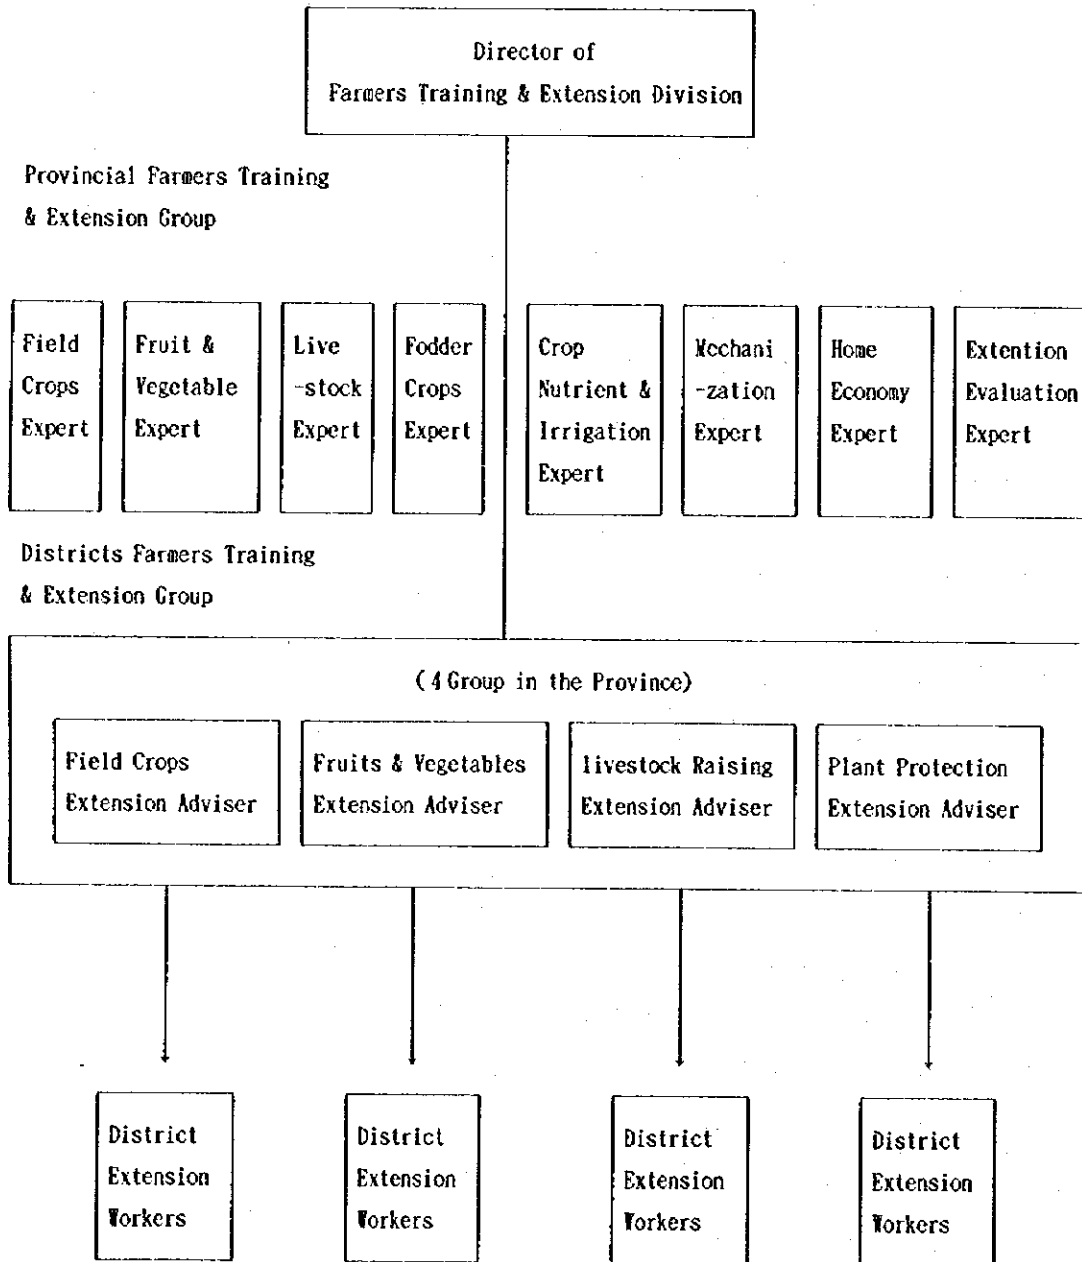 Director of
Farmers Training & Extension Division
Provincial Farmers Training
& Extension Group
Field
Crops
Expert
Fruit &
Vegetable
Expert
Live
-stock
Expert
Fodder
Crops
Expert
Crop
Nutrient &
Irrigation
Expert
Mechani
-zation
Expert
Home
Economy
Expert
Extention
Evaluation
Expert
Districts Farmers Training
& Extension Group
(4 Group in the Province)
Field Crops
Extension Adviser
Fruits & Vegetables
Extension Adviser
livestock Raising
Extension Adviser
Plant Protection
Extension Adviser
District
Extension
Workers
District
Extension
Workers
District
Extension
Workers
District
Extension
Workers